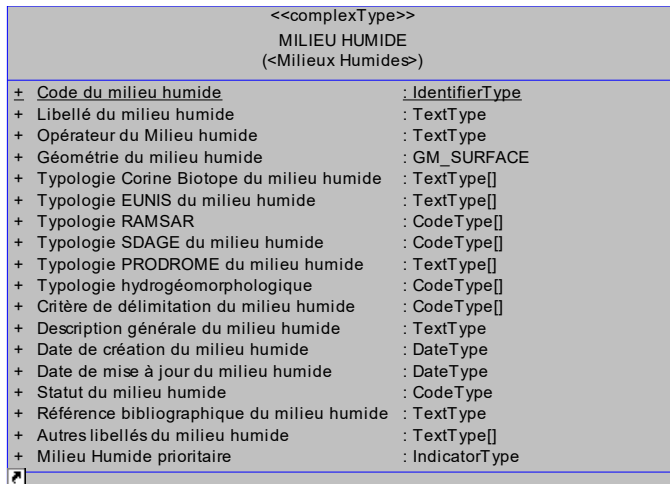 <<complexType>>
MILIEU HUMIDE
(<Milieux Humides>)
+ Code du milieu humide : IdentifierType
+ Libellé du milieu humide : TextType
+ Opérateur du Milieu humide : TextType
+ Géométrie du milieu humide : GM_SURFACE
+ Typologie Corine Biotope du milieu humide : TextType[]
+ Typologie EUNIS du milieu humide : TextType[]
+ Typologie RAMSAR : CodeType[]
+ Typologie SDAGE du milieu humide : CodeType[]
+ Typologie PRODROME du milieu humide : TextType[]
+ Typologie hydrogéomorphologique : CodeType[]
+ Critère de délimitation du milieu humide : CodeType[]
+ Description générale du milieu humide : TextType
+ Date de création du milieu humide : DateType
+ Date de mise à jour du milieu humide : DateType
+ Statut du milieu humide : CodeType
+ Référence bibliographique du milieu humide : TextType
+ Autres libellés du milieu humide : TextType[]
+ Milieu Humide prioritaire : IndicatorType